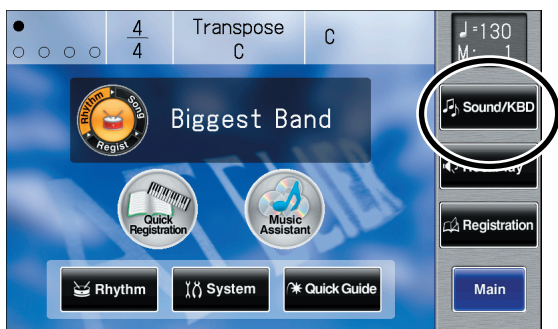 4
4
Transpose
C
C
♩=130
M: 1
Rhythm
Song
Regist
Biggest Band
Sound/KBD
Quick
Registration
Music
Assistant
Registration
Rhythm
System
Quick Guide
Main